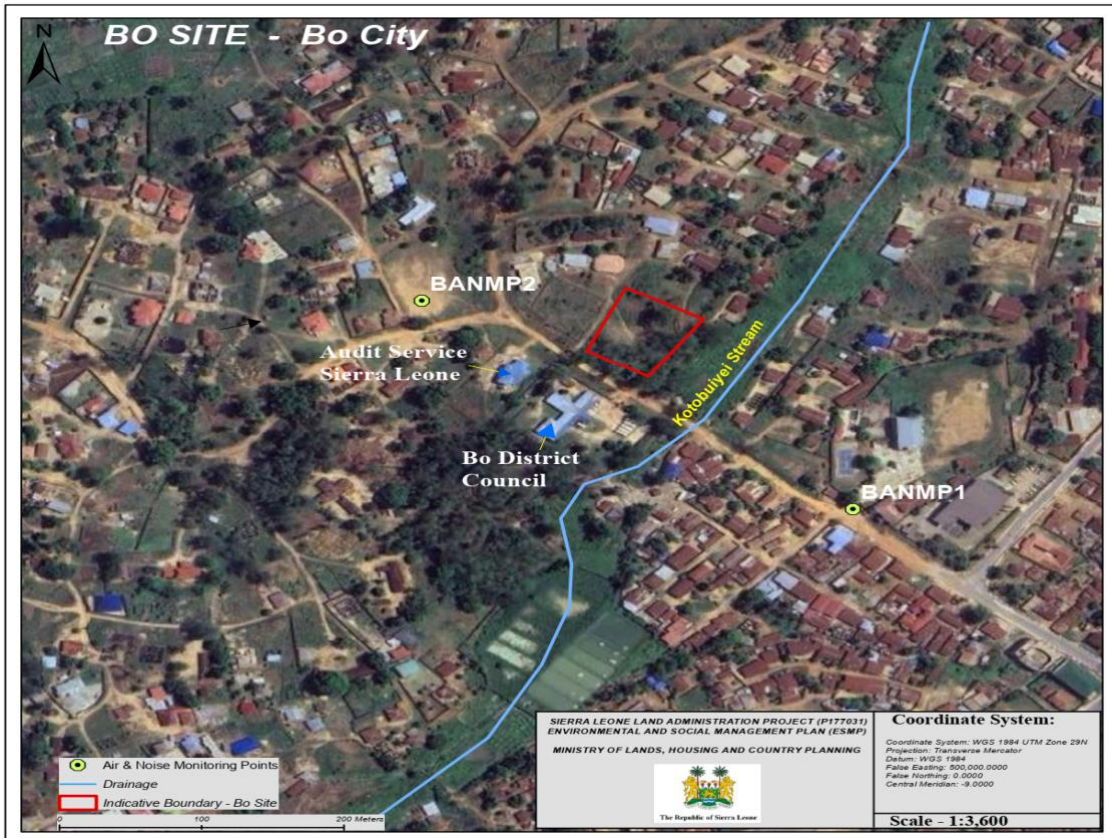 N
BO SITE - Bo City
BANMP2
Audit Service
Sierra Leone
Kotobuiyei Stream
Bo District
Council
BANMP1
Air & Noise Monitoring Points
Drainage
Indicative Boundary - Bo Site
0 100 200 Meters
SIERRA LEONE LAND ADMINISTRATION PROJECT (P177031)
ENVIRONMENTAL AND SOCIAL MANAGEMENT PLAN (ESMP)
MINISTRY OF LANDS, HOUSING AND COUNTRY PLANNING
The Republic of Sierra Leone
Coordinate System:
Coordinate System: WGS 1984 UTM Zone 29N
Projection: Transverse Mercator
Datum: WGS 1984
False Easting: 500,000.0000
False Northing: 0.0000
Central Meridian: -9.0000
Scale - 1:3,600